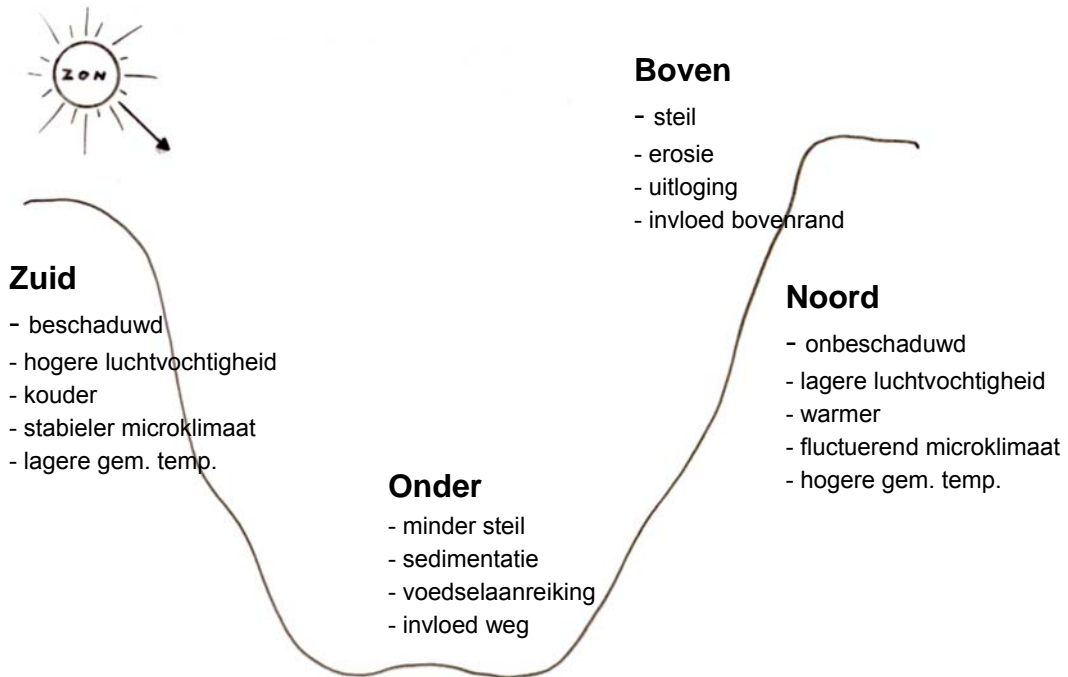 ZON
Boven
- steil
- erosie
- uitloging
- invloed bovenrand
Zuid
- beschaduwd
- hogere luchtvochtigheid
- kouder
- stabieler microklimaat
- lagere gem. temp.
Noord
- onbeschaduwd
- lagere luchtvochtigheid
- warmer
- fluctuerend microklimaat
- hogere gem. temp.
Onder
- minder steil
- sedimentatie
- voedselaanreiking
- invloed weg